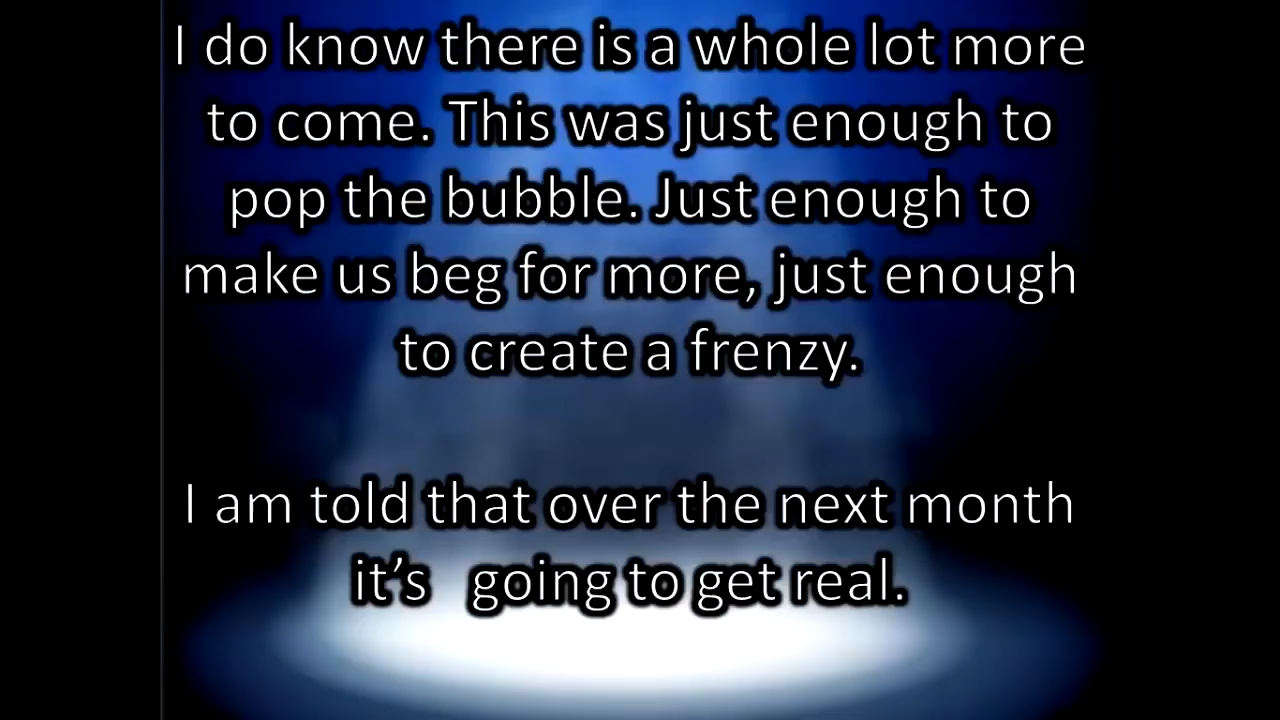 I do know there is a whole lot more
to come. This was just enough to
pop the bubble. Just enough to
make us beg for more, just enough
to create a frenzy.
I am told that over the next month
it’s   going to get real.